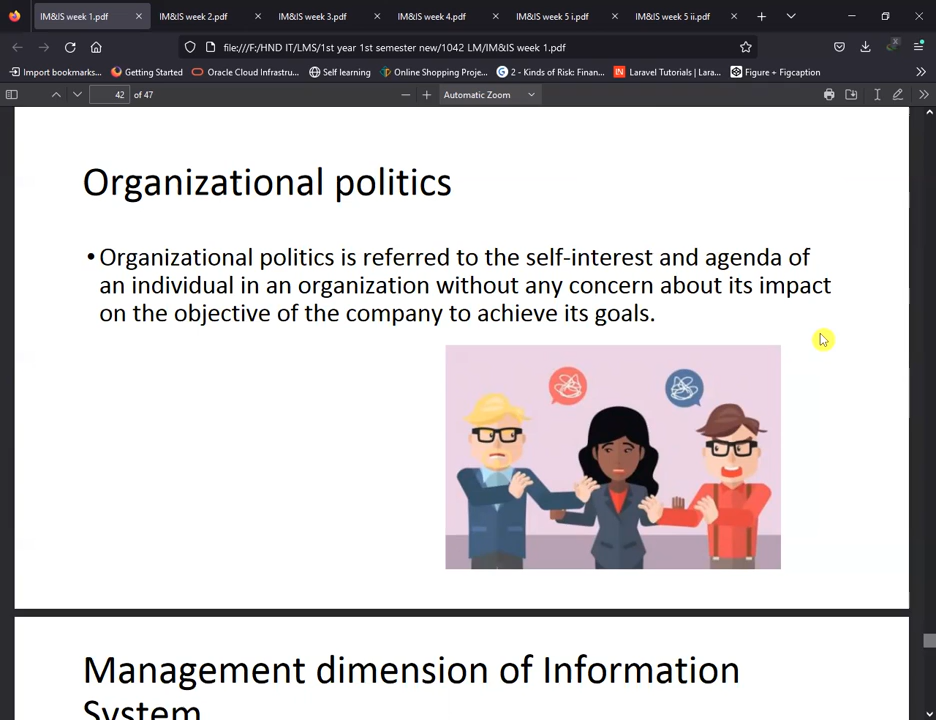 IM&IS week 1.pdf
IM&IS week 2.pdf
IM&IS week 3.pdf
IM&IS week 4.pdf
IM&IS week 5 i.pdf
IM&IS week 5 ii.pdf
file:///F:/HND IT/LMS/1st year 1st semester new/1042 LM/IM&IS week 1.pdf
Import bookmarks...
Getting Started
Oracle Cloud Infrastru...
Self learning
Online Shopping Proje...
2 - Kinds of Risk: Finan...
Laravel Tutorials | Lara...
Figure + Figcaption
42 of 47
Automatic Zoom
Organizational politics
• Organizational politics is referred to the self-interest and agenda of
an individual in an organization without any concern about its impact
on the objective of the company to achieve its goals.
Management dimension of Information
System